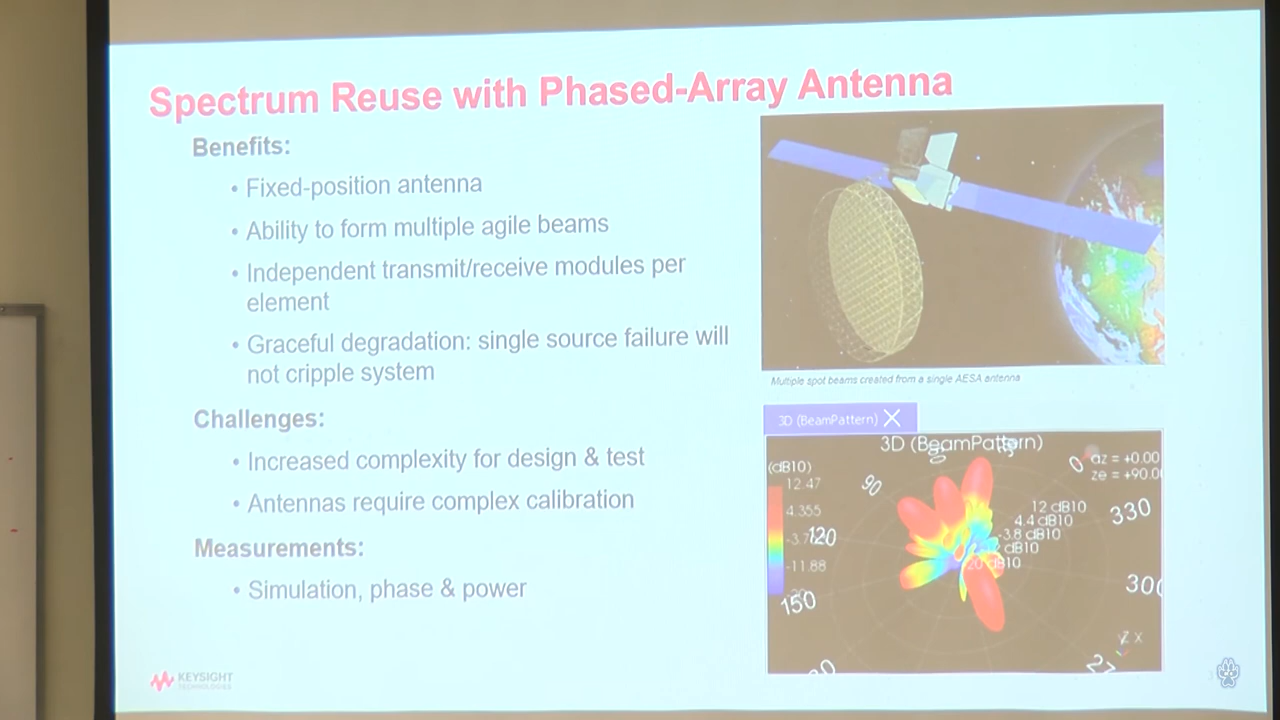 Spectrum Reuse with Phased-Array Antenna
Benefits:
• Fixed-position antenna
• Ability to form multiple agile beams
• Independent transmit/receive modules per
element
• Graceful degradation: single source failure will
not cripple system
Challenges:
• Increased complexity for design & test
• Antennas require complex calibration
Measurements:
• Simulation, phase & power
KEYSIGHT
TECHNOLOGIES
Multiple spot beams created from a single AESA antenna
3D (BeamPattern)
3D (BeamPattern)
(dB10)
12.47
4.355
-11.88
90
120
150
0
az = +0.00
ze = +90.0
12 dB10
4.4 dB10
-3.8 dB10
330
Z X